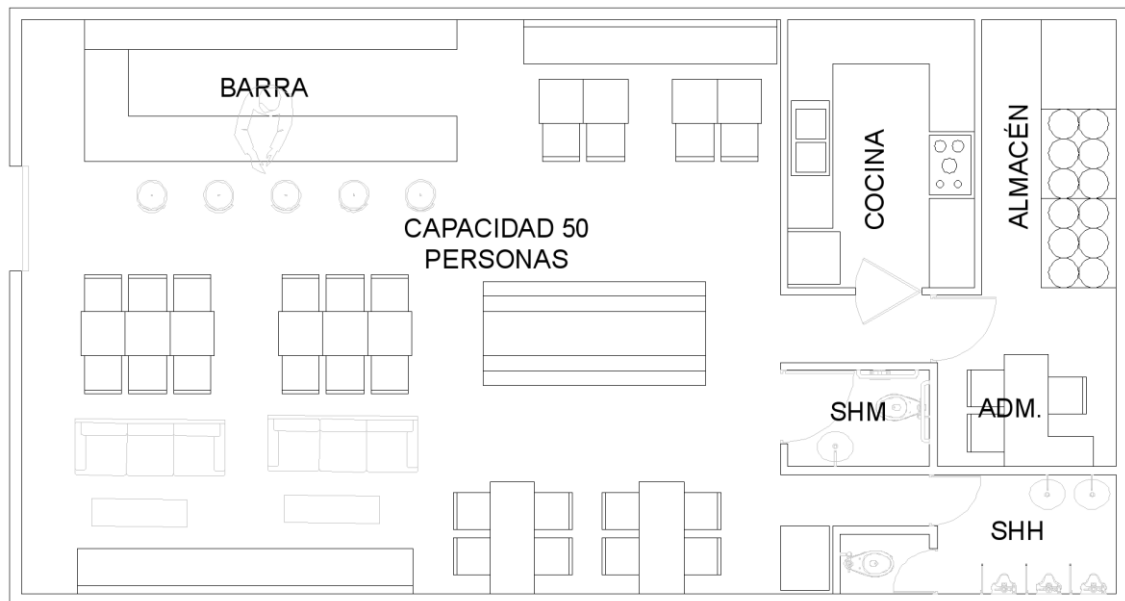 BARRA
CAPACIDAD 50
PERSONAS
COCINA
ALMACÉN
SHM
ADM.
SHH